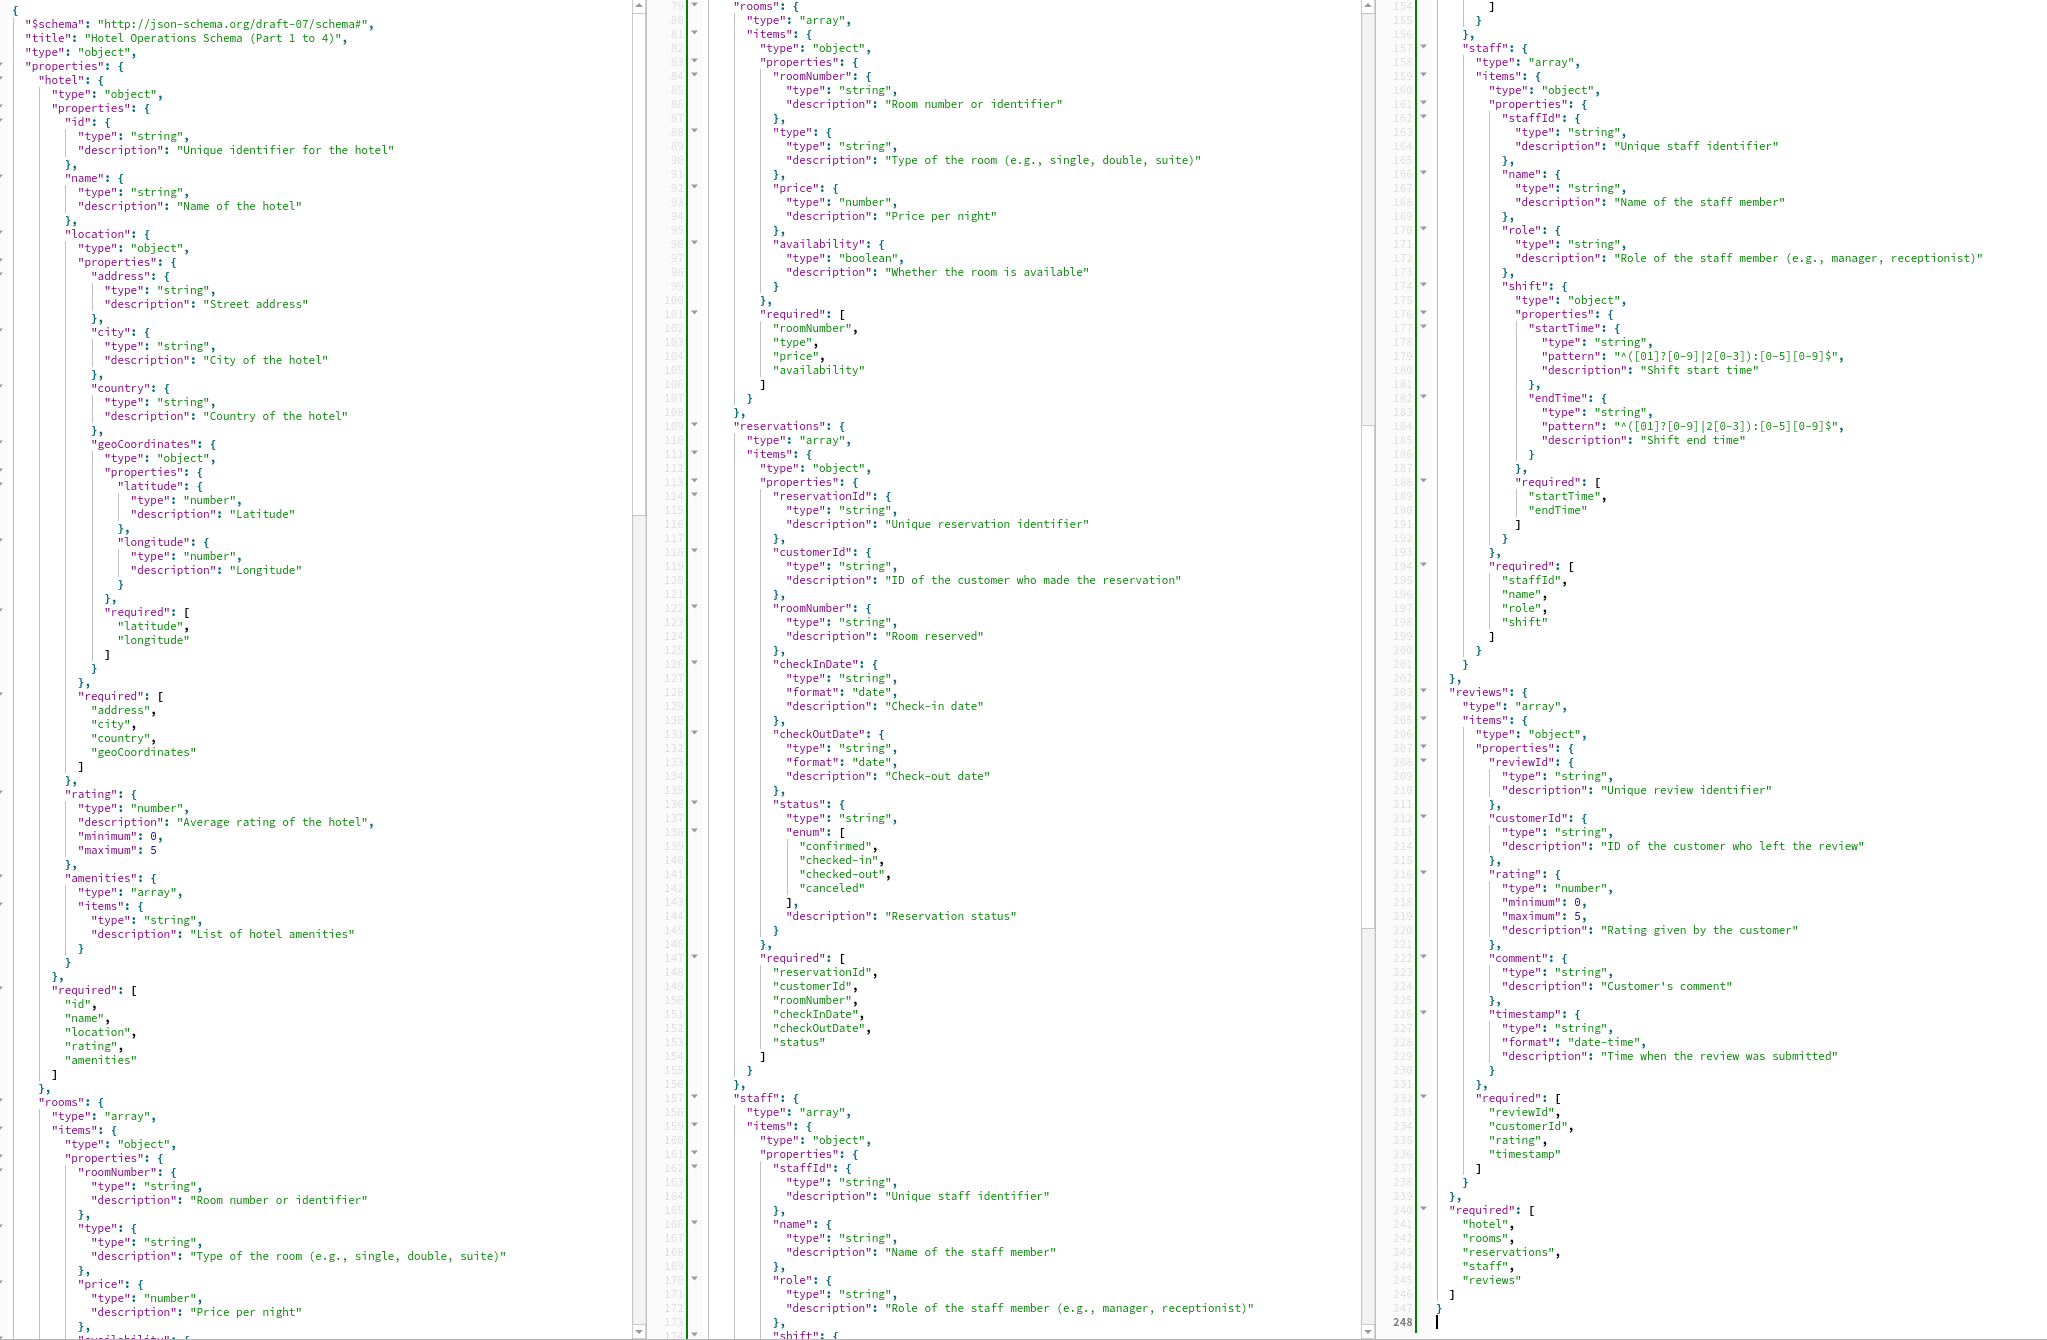 {
"$schema": "http://json-schema.org/draft-07/schema#",
"title": "Hotel Operations Schema (Part 1 to 4)",
"type": "object",
"properties": {
"hotel": {
"type": "object",
"properties": {
"id": {
"type": "string",
"description": "Unique identifier for the hotel"
},
"name": {
"type": "string",
"description": "Name of the hotel"
},
"location": {
"type": "object",
"properties": {
"address": {
"type": "string",
"description": "Street address"
},
"city": {
"type": "string",
"description": "City of the hotel"
},
"country": {
"type": "string",
"description": "Country of the hotel"
},
"geoCoordinates": {
"type": "object",
"properties": {
"latitude": {
"type": "number",
"description": "Latitude"
},
"longitude": {
"type": "number",
"description": "Longitude"
}
},
"required": [
"latitude",
"longitude"
]
}
},
"required": [
"address",
"city",
"country",
"geoCoordinates"
]
},
"rating": {
"type": "number",
"description": "Average rating of the hotel",
"minimum": 0,
"maximum": 5
},
"amenities": {
"type": "array",
"items": {
"type": "string",
"description": "List of hotel amenities"
}
}
},
"required": [
"id",
"name",
"location",
"rating",
"amenities"
]
},
"rooms": {
"type": "array",
"items": {
"type": "object",
"properties": {
"roomNumber": {
"type": "string",
"description": "Room number or identifier"
},
"type": {
"type": "string",
"description": "Type of the room (e.g., single, double, suite)"
},
"price": {
"type": "number",
"description": "Price per night"
},
"availability": {
79 "rooms": {
80 "type": "array",
81 "items": {
82 "type": "object",
83 "properties": {
84 "roomNumber": {
85 "type": "string",
86 "description": "Room number or identifier"
87 },
88 "type": {
89 "type": "string",
90 "description": "Type of the room (e.g., single, double, suite)"
91 },
92 "price": {
93 "type": "number",
94 "description": "Price per night"
95 },
96 "availability": {
97 "type": "boolean",
98 "description": "Whether the room is available"
99 }
100 },
101 "required": [
102 "roomNumber",
103 "type",
104 "price",
105 "availability"
106 ]
107 }
108 },
109 "reservations": {
110 "type": "array",
111 "items": {
112 "type": "object",
113 "properties": {
114 "reservationId": {
115 "type": "string",
116 "description": "Unique reservation identifier"
117 },
118 "customerId": {
119 "type": "string",
120 "description": "ID of the customer who made the reservation"
121 },
122 "roomNumber": {
123 "type": "string",
124 "description": "Room reserved"
125 },
126 "checkInDate": {
127 "type": "string",
128 "format": "date",
129 "description": "Check-in date"
130 },
131 "checkOutDate": {
132 "type": "string",
133 "format": "date",
134 "description": "Check-out date"
135 },
136 "status": {
137 "type": "string",
138 "enum": [
139 "confirmed",
140 "checked-in",
141 "checked-out",
142 "canceled"
143 ],
144 "description": "Reservation status"
145 }
146 },
147 "required": [
148 "reservationId",
149 "customerId",
150 "roomNumber",
151 "checkInDate",
152 "checkOutDate",
153 "status"
154 ]
155 }
156 },
157 "staff": {
158 "type": "array",
159 "items": {
160 "type": "object",
161 "properties": {
162 "staffId": {
163 "type": "string",
164 "description": "Unique staff identifier"
165 },
166 "name": {
167 "type": "string",
168 "description": "Name of the staff member"
169 },
170 "role": {
171 "type": "string",
172 "description": "Role of the staff member (e.g., manager, receptionist)"
173 },
174 "shift": {
154 ]
155 }
156 },
157 "staff": {
158 "type": "array",
159 "items": {
160 "type": "object",
161 "properties": {
162 "staffId": {
163 "type": "string",
164 "description": "Unique staff identifier"
165 },
166 "name": {
167 "type": "string",
168 "description": "Name of the staff member"
169 },
170 "role": {
171 "type": "string",
172 "description": "Role of the staff member (e.g., manager, receptionist)"
173 },
174 "shift": {
175 "type": "object",
176 "properties": {
177 "startTime": {
178 "type": "string",
179 "pattern": "^([01]?[0-9]|2[0-3]):[0-5][0-9]$",
180 "description": "Shift start time"
181 },
182 "endTime": {
183 "type": "string",
184 "pattern": "^([01]?[0-9]|2[0-3]):[0-5][0-9]$",
185 "description": "Shift end time"
186 }
187 },
188 "required": [
189 "startTime",
190 "endTime"
191 ]
192 }
193 },
194 "required": [
195 "staffId",
196 "name",
197 "role",
198 "shift"
199 ]
200 }
201 }
202 },
203 "reviews": {
204 "type": "array",
205 "items": {
206 "type": "object",
207 "properties": {
208 "reviewId": {
209 "type": "string",
210 "description": "Unique review identifier"
211 },
212 "customerId": {
213 "type": "string",
214 "description": "ID of the customer who left the review"
215 },
216 "rating": {
217 "type": "number",
218 "minimum": 0,
219 "maximum": 5,
220 "description": "Rating given by the customer"
221 },
222 "comment": {
223 "type": "string",
224 "description": "Customer's comment"
225 },
226 "timestamp": {
227 "type": "string",
228 "format": "date-time",
229 "description": "Time when the review was submitted"
230 }
231 },
232 "required": [
233 "reviewId",
234 "customerId",
235 "rating",
236 "timestamp"
237 ]
238 }
239 },
240 "required": [
241 "hotel",
242 "rooms",
243 "reservations",
244 "staff",
245 "reviews"
246 ]
247 }
248